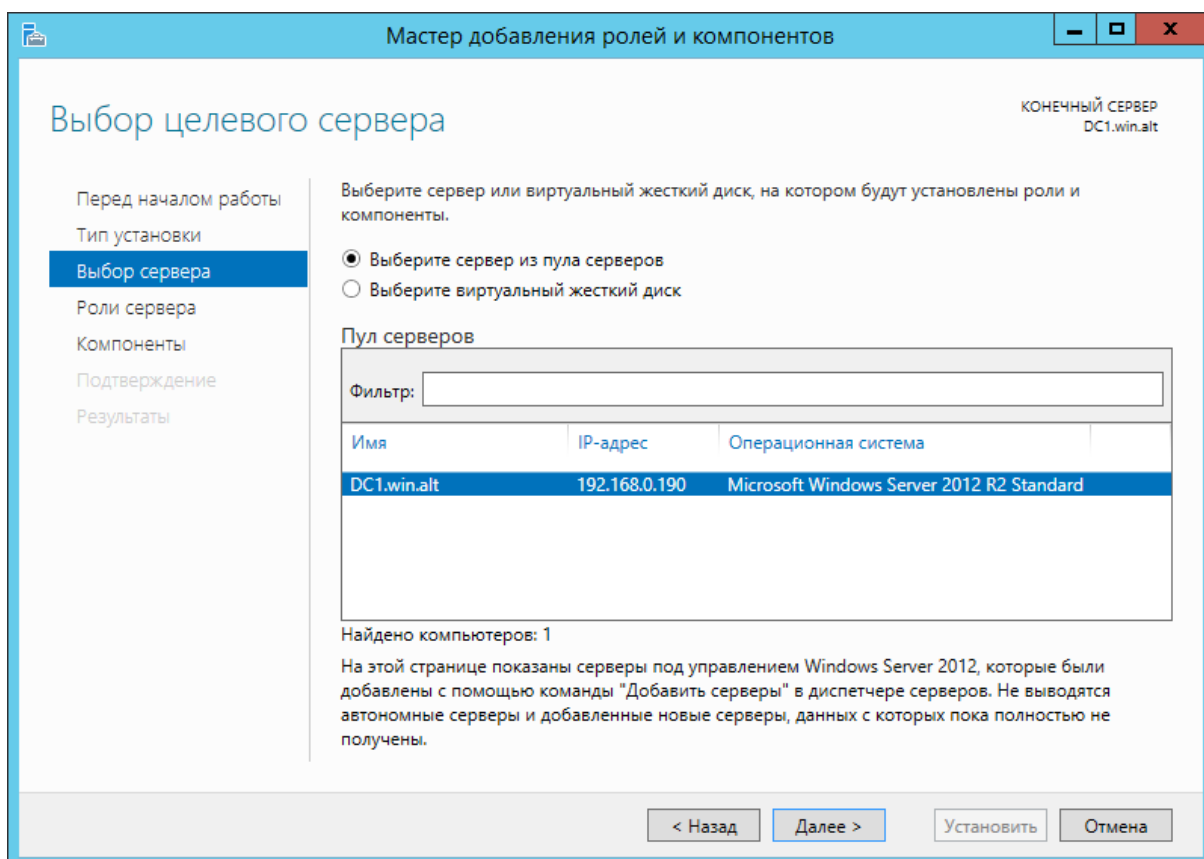 Мастер добавления ролей и компонентов
Выбор целевого сервера
КОНЕЧНЫЙ СЕРВЕР
DC1.win.alt
Перед началом работы
Тип установки
Выбор сервера
Роли сервера
Компоненты
Подтверждение
Результаты
Выберите сервер или виртуальный жесткий диск, на котором будут установлены роли и
компоненты.
Выберите сервер из пула серверов
Выберите виртуальный жесткий диск
Пул серверов
Фильтр:
Имя IP-адрес Операционная система
DC1.win.alt 192.168.0.190 Microsoft Windows Server 2012 R2 Standard
Найдено компьютеров: 1
На этой странице показаны серверы под управлением Windows Server 2012, которые были
добавлены с помощью команды "Добавить серверы" в диспетчере серверов. Не выводятся
автономные серверы и добавленные новые серверы, данных с которых пока полностью не
получены.
< Назад Далее > Установить Отмена